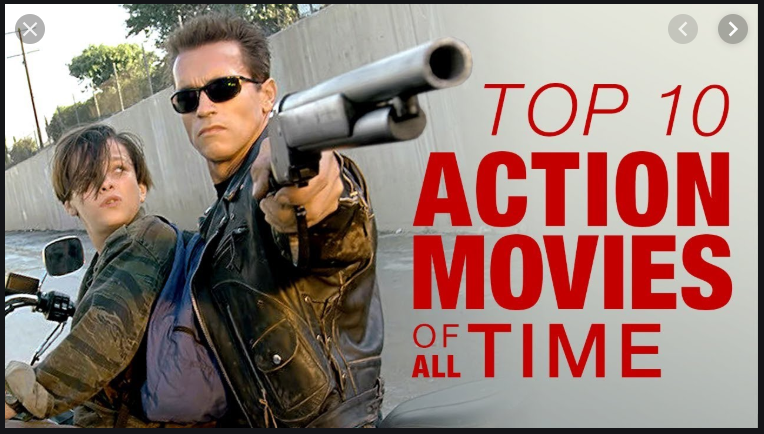 TOP 10
ACTION
MOVIES
OF
ALL TIME